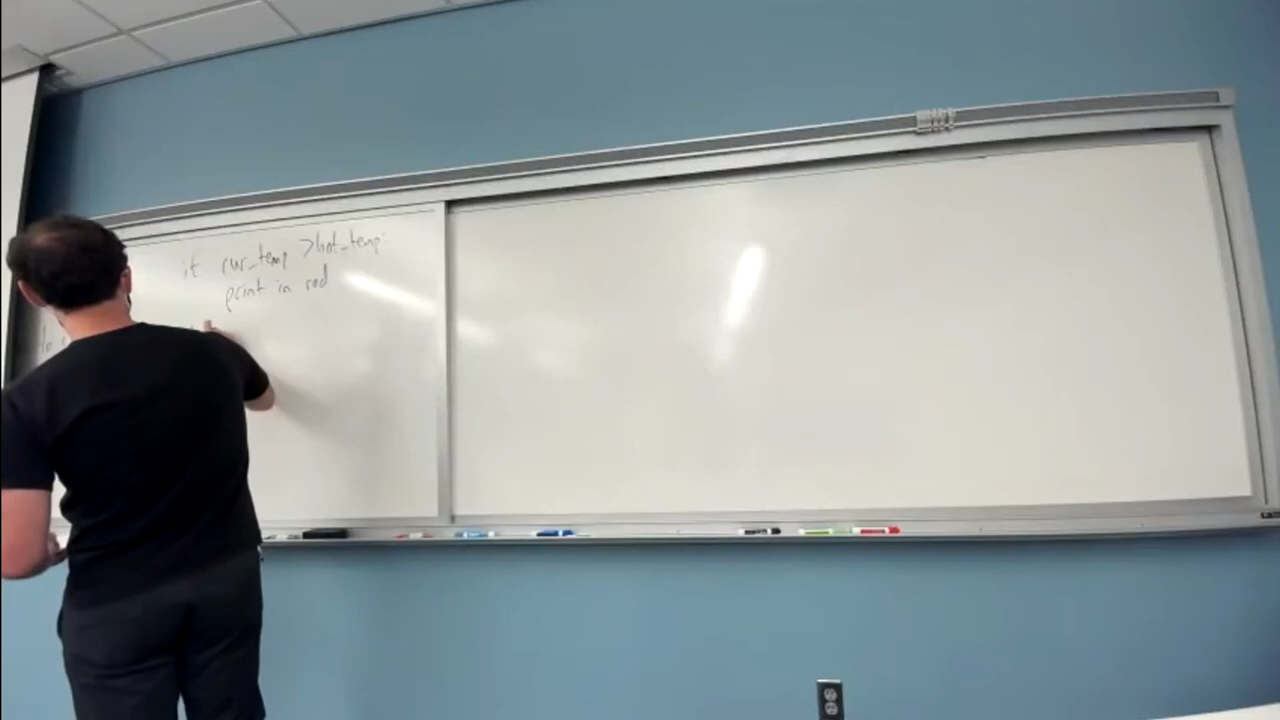 if cur_temp > hot_temp:
print in red